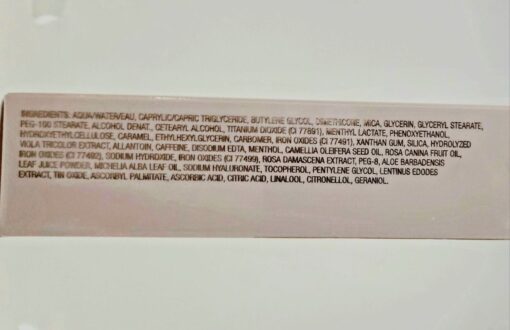 INGREDIENTS: AQUA/WATER/EAU, CAPRYLIC/CAPRIC TRIGLYCERIDE, BUTYLENE GLYCOL, DIMETHICONE, MICA, GLYCERIN, GLYCERYL STEARATE,
PEG-100 STEARATE, ALCOHOL DENAT., CETEARYL ALCOHOL, TITANIUM DIOXIDE (CI 77891), MENTHYL LACTATE, PHENOXYETHANOL,
HYDROXYETHYLCELLULOSE, CARAMEL, ETHYLHEXYLGLYCERIN, CARBOMER, IRON OXIDES (CI 77491), XANTHAN GUM, SILICA, HYDROLYZED
VIOLA TRICOLOR EXTRACT, ALLANTOIN, CAFFEINE, DISODIUM EDTA, MENTHOL, CAMELLIA OLEIFERA SEED OIL, ROSA CANINA FRUIT OIL,
IRON OXIDES (CI 77492), SODIUM HYDROXIDE, IRON OXIDES (CI 77499), ROSA DAMASCENA EXTRACT, PEG-8, ALOE BARBADENSIS
LEAF JUICE POWDER, MICHELIA ALBA LEAF OIL, SODIUM HYALURONATE, TOCOPHEROL, PENTYLENE GLYCOL, LENTINUS EDODES
EXTRACT, TIN OXIDE, ASCORBYL PALMITATE, ASCORBIC ACID, CITRIC ACID, LINALOOL, CITRONELLOL, GERANIOL.